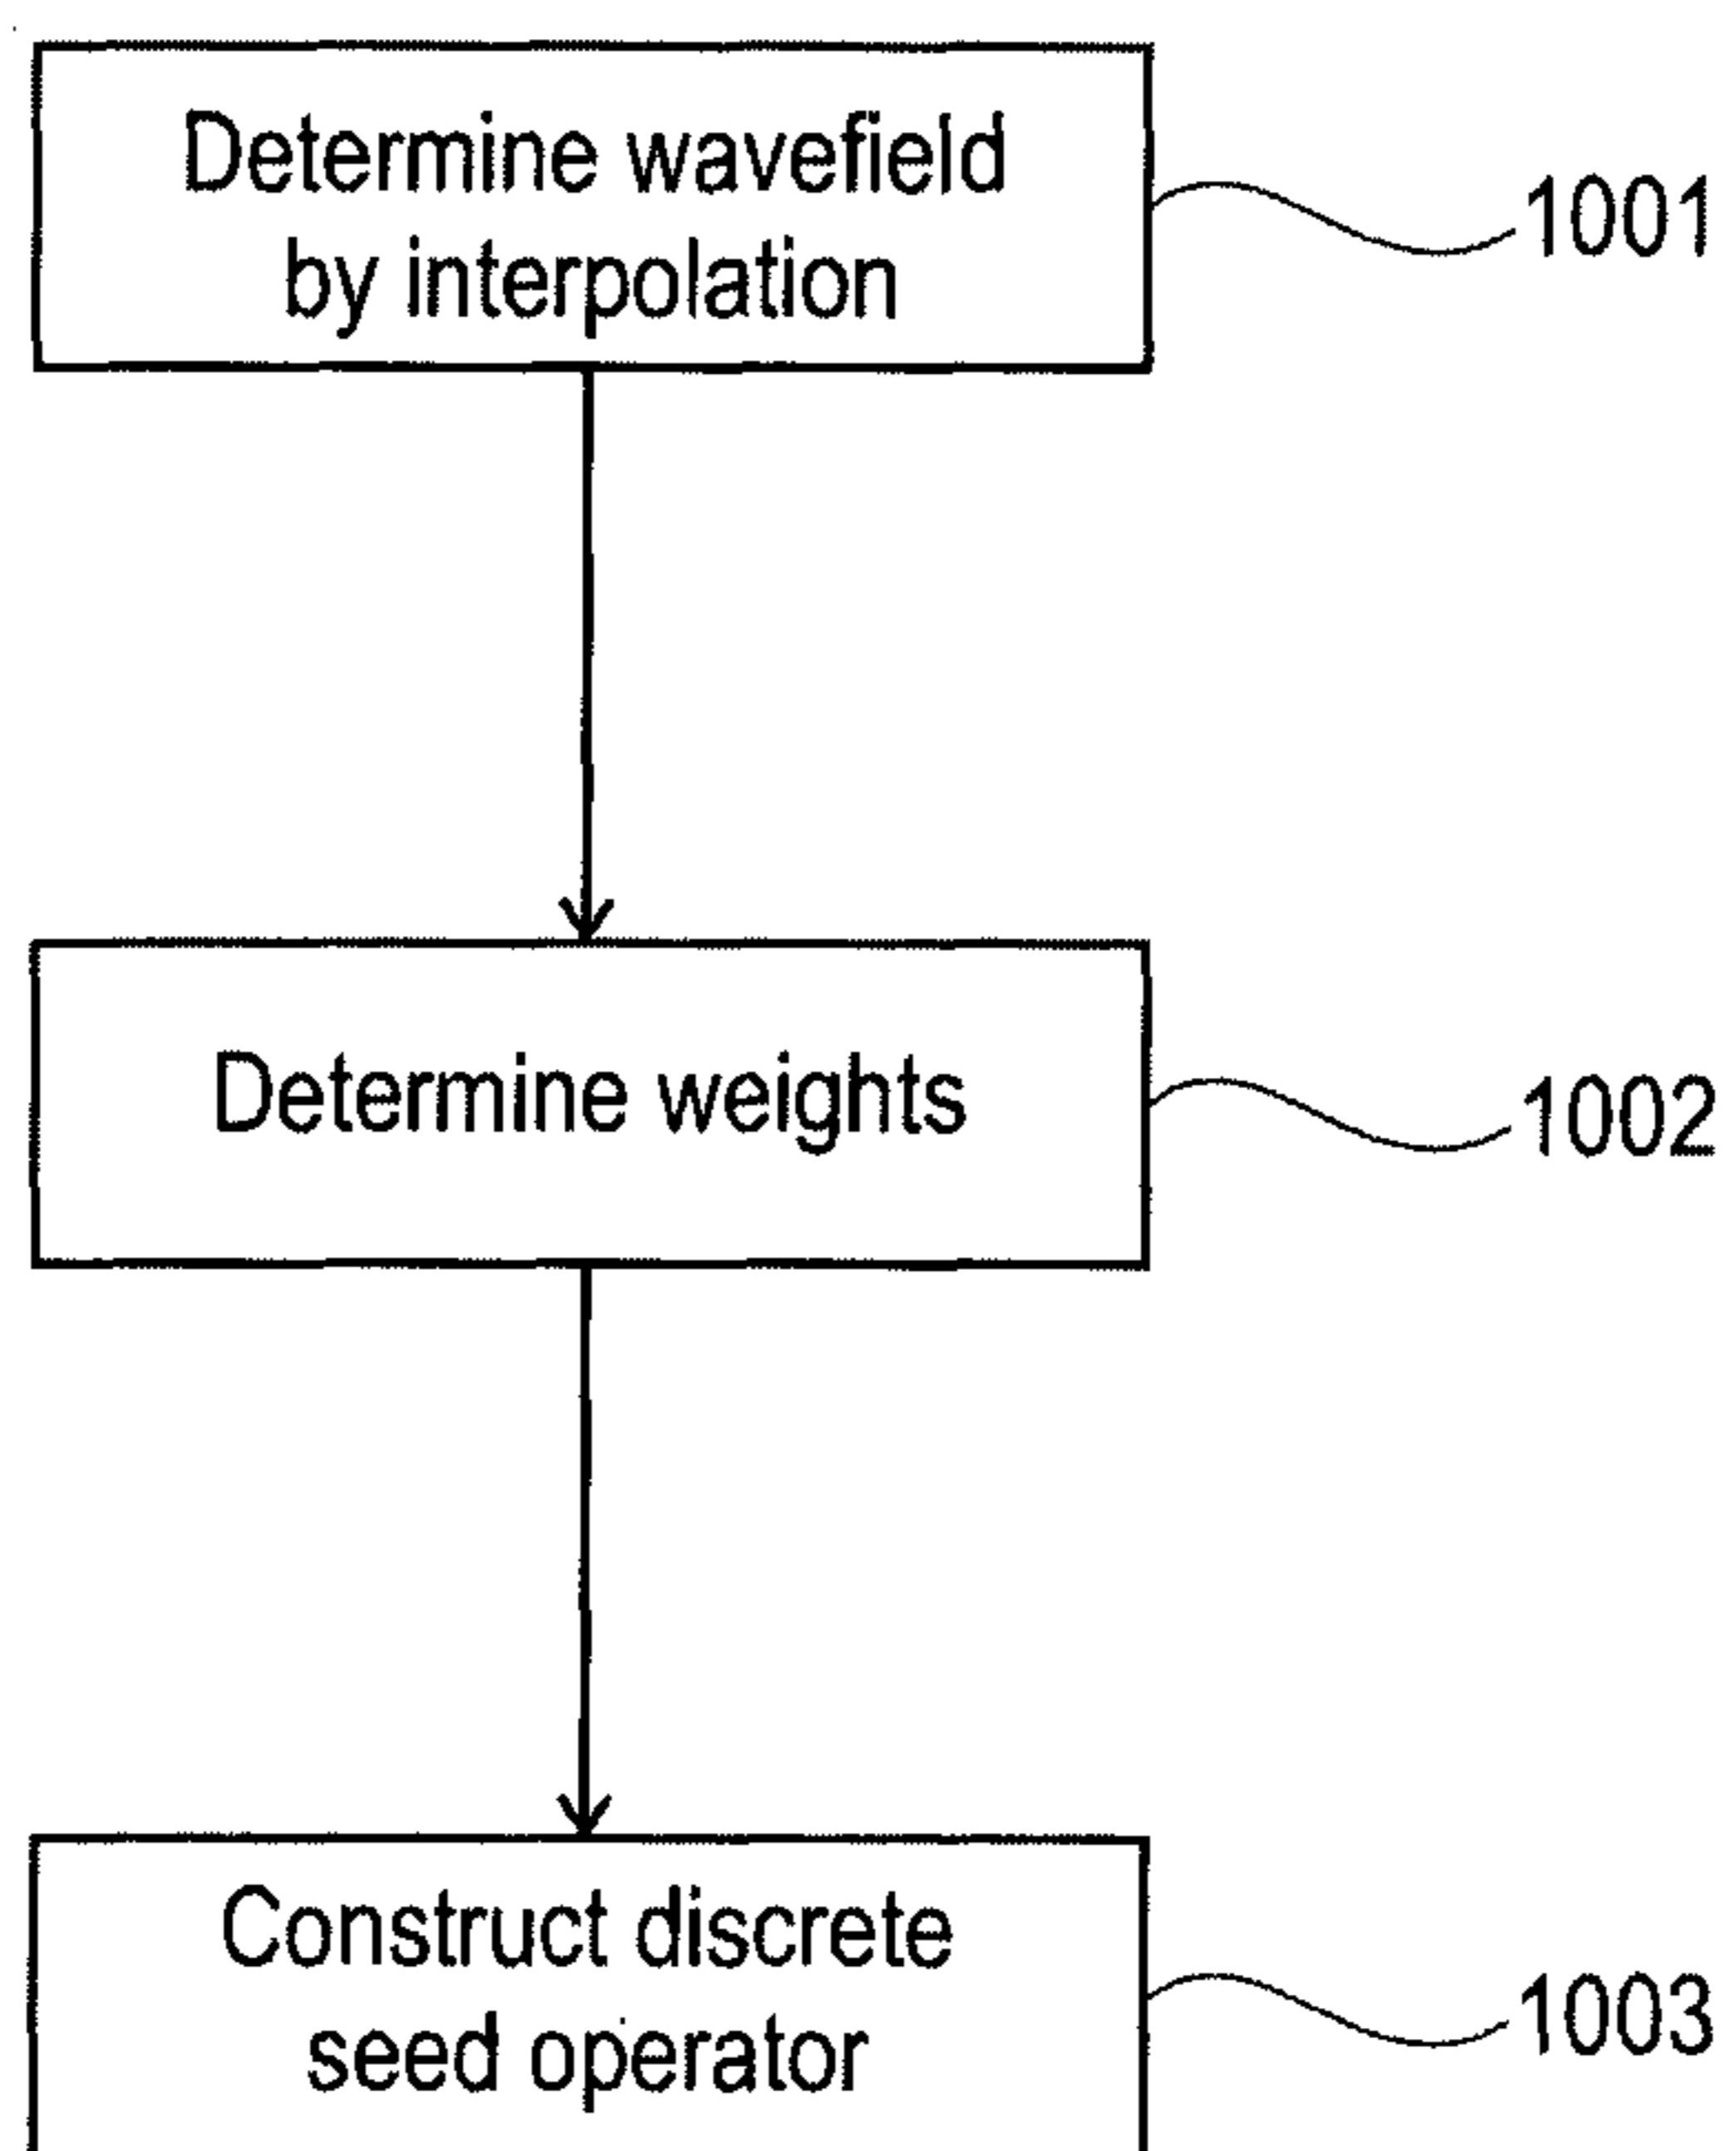 Determine wavefield
by interpolation
1001
Determine weights
1002
Construct discrete
seed operator
1003